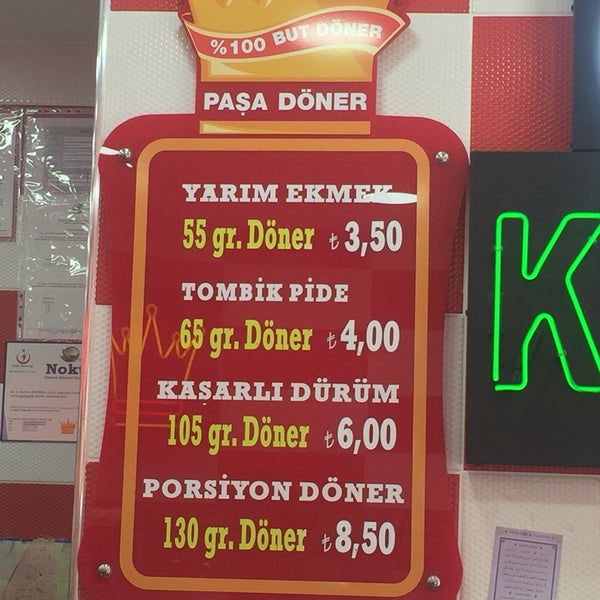 %100 BUT DÖNER
PAŞA DÖNER
YARIM EKMEK
55 gr. Döner ₺3,50
TOMBİK PİDE
65 gr. Döner ₺4,00
KAŞARLI DÜRÜM
105 gr. Döner ₺6,00
PORSİYON DÖNER
130 gr. Döner ₺8,50
K